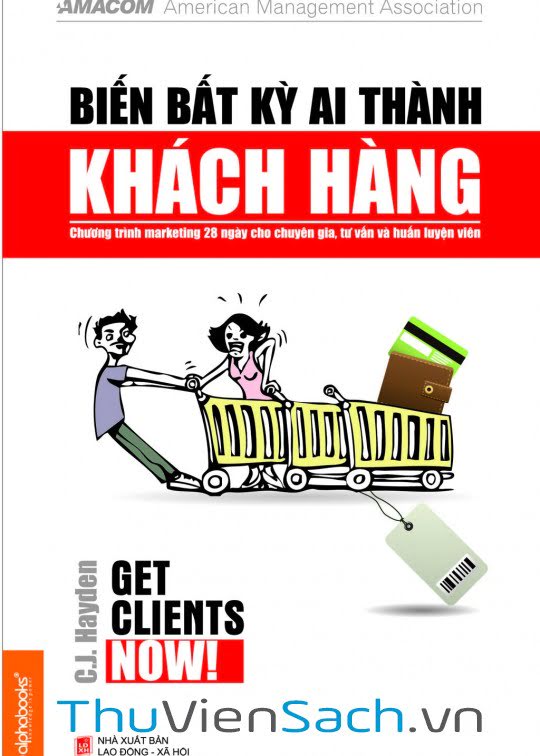 AMACOM American Management Association
BIẾN BẤT KỲ AI THÀNH
KHÁCH HÀNG
Chương trình marketing 28 ngày cho chuyên gia, tư vấn và huấn luyện viên
C.J. Hayden
GET
CLIENTS
NOW!
alphabooks
ThuVienSach.vn
NHÀ XUẤT BẢN
LAO ĐỘNG - XÃ HỘI